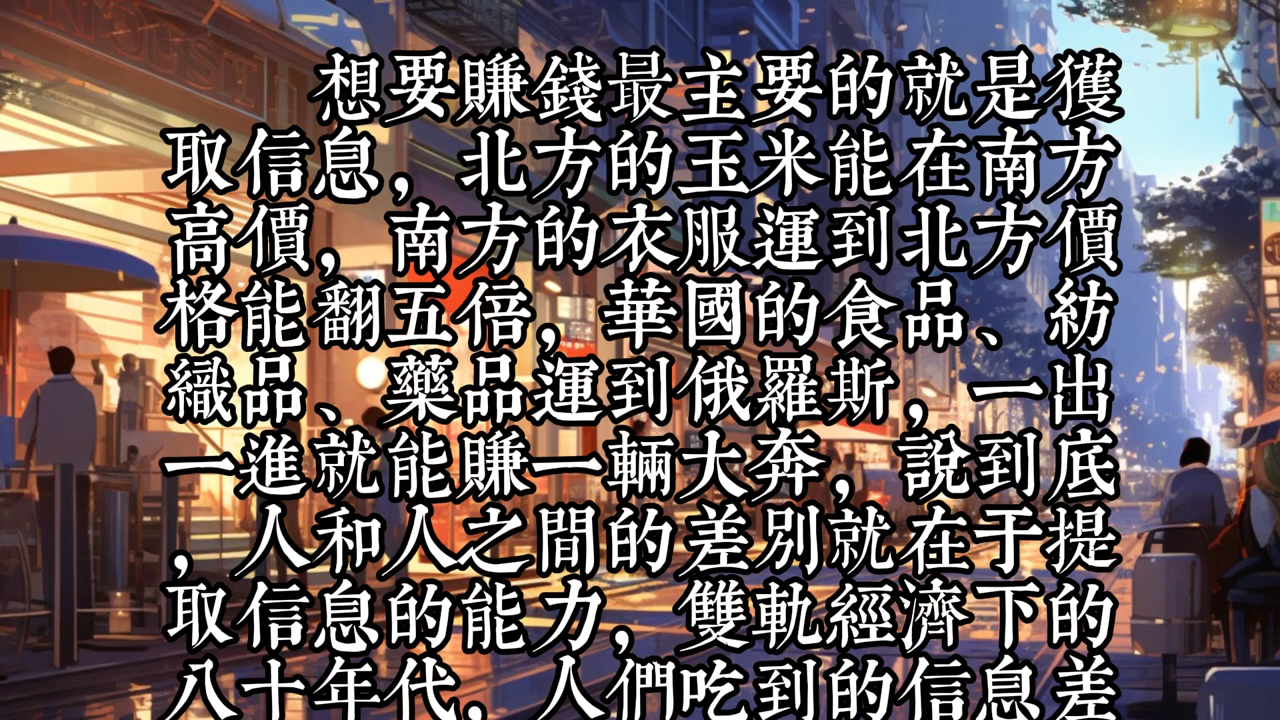 想要賺錢最主要的就是獲
取信息，北方的玉米能在南方
高價，南方的衣服運到北方價
格能翻五倍，華國的食品、紡
織品、藥品運到俄羅斯，一出
一進就能賺一輛大奔，說到底
，人和人之間的差別就在于提
取信息的能力，雙軌經濟下的
八十年代，人們吃到的信息差